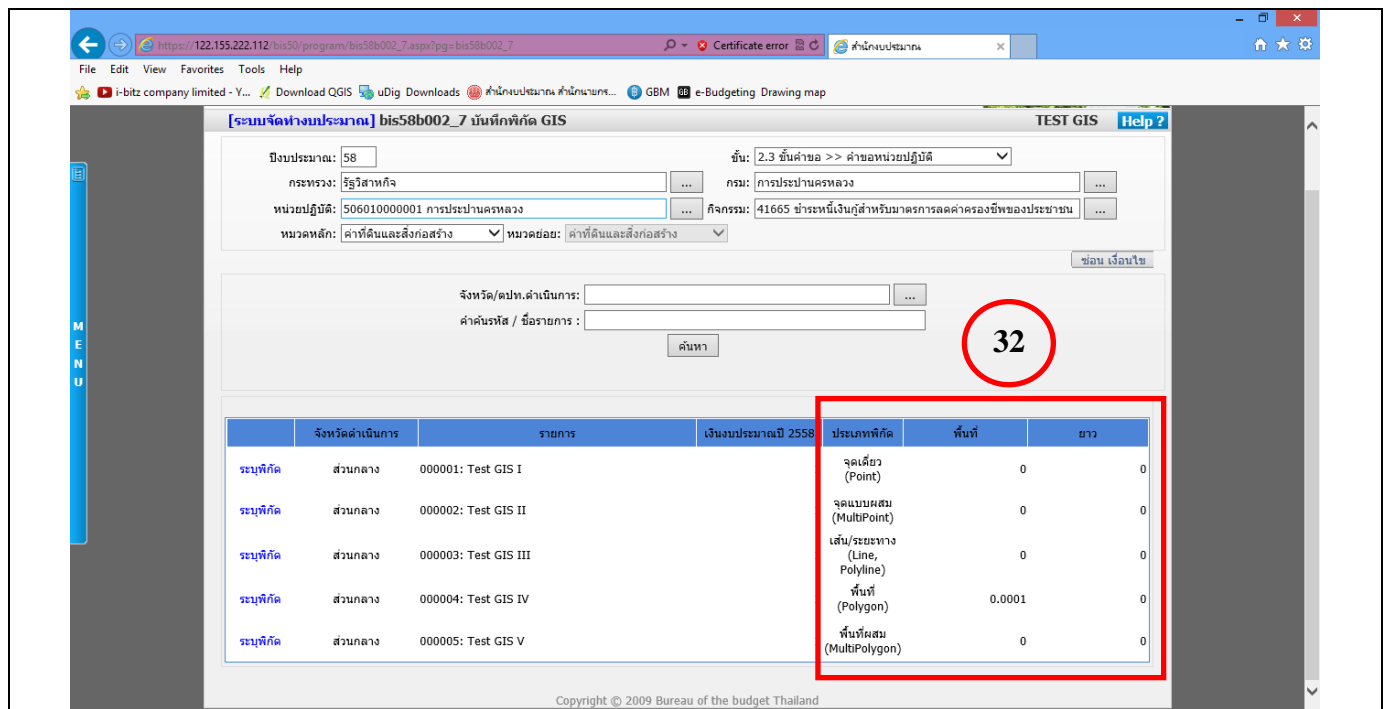 https://122.155.222.112/bis50/program/bis58b002_7.aspx?pg=bis58b002_7 Certificate error สำนักงบประมาณ
File Edit View Favorites Tools Help
i-bitz company limited - Y... Download QGIS uDig Downloads สำนักงบประมาณ สำนักนายกร... GBM e-Budgeting Drawing map
[ระบบจัดทำงบประมาณ] bis58b002_7 บันทึกพิกัด GIS TEST GIS Help ?
ปีงบประมาณ: 58 ขั้น: 2.3 ขั้นคำขอ >> คำขอหน่วยปฏิบัติ
กระทรวง: รัฐวิสาหกิจ ... กรม: การประปานครหลวง ...
หน่วยปฏิบัติ: 506010000001 การประปานครหลวง ... กิจกรรม: 41665 ชำระหนี้เงินกู้สำหรับมาตรการลดค่าครองชีพของประชาชน ...
หมวดหลัก: ค่าที่ดินและสิ่งก่อสร้าง หมวดย่อย: ค่าที่ดินและสิ่งก่อสร้าง
ซ่อน เงื่อนไข
จังหวัด/ตปท.ดำเนินการ: ...
คำค้นรหัส / ชื่อรายการ :
ค้นหา
32
MENU
จังหวัดดำเนินการ รายการ เงินงบประมาณปี 2558 ประเภทพิกัด พื้นที่ ยาว
ระบุพิกัด ส่วนกลาง 000001: Test GIS I จุดเดี่ยว (Point) 0 0
ระบุพิกัด ส่วนกลาง 000002: Test GIS II จุดแบบผสม (MultiPoint) 0 0
ระบุพิกัด ส่วนกลาง 000003: Test GIS III เส้น/ระยะทาง (Line, Polyline) 0 0
ระบุพิกัด ส่วนกลาง 000004: Test GIS IV พื้นที่ (Polygon) 0.0001 0
ระบุพิกัด ส่วนกลาง 000005: Test GIS V พื้นที่ผสม (MultiPolygon) 0 0
Copyright © 2009 Bureau of the budget Thailand